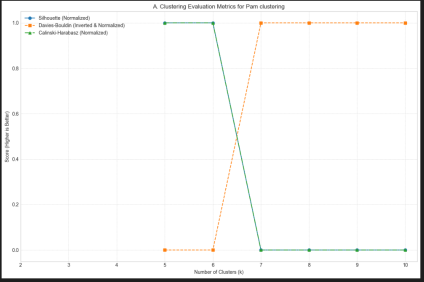 A. Clustering Evaluation Metrics for Pam clustering
Silhouette (Normalized)
Davies-Bouldin (Inverted & Normalized)
Calinski-Harabasz (Normalized)
Score (Higher is Better)
1.0
0.8
0.6
0.4
0.2
0.0
2 3 4 5 6 7 8 9 10
Number of Clusters (k)